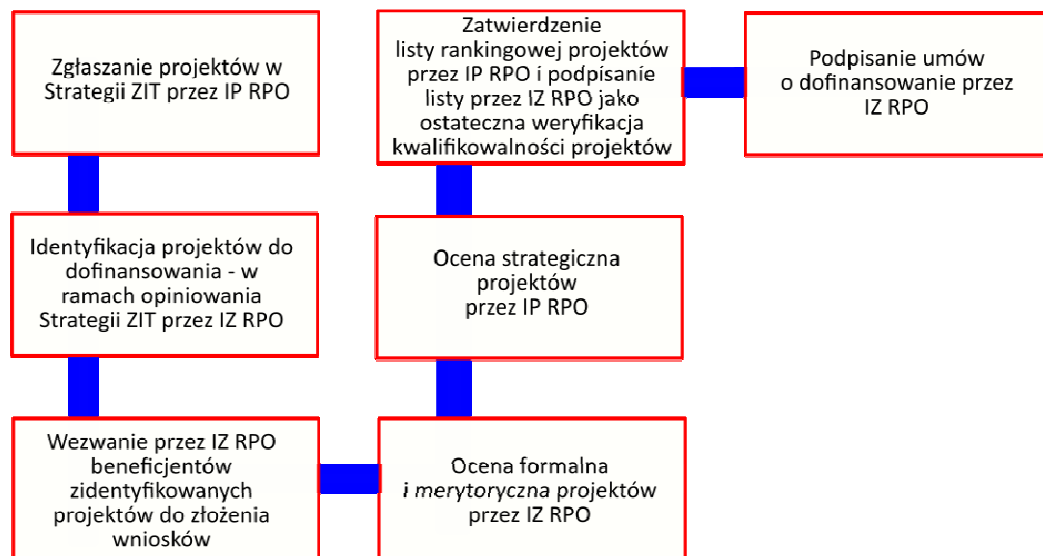 Zgłaszanie projektów w
Strategii ZIT przez IP RPO
Identyfikacja projektów do
dofinansowania - w
ramach opiniowania
Strategii ZIT przez IZ RPO
Wezwanie przez IZ RPO
beneficjentów
zidentyfikowanych
projektów do złożenia
wniosków
Ocena formalna
i merytoryczna projektów
przez IZ RPO
Ocena strategiczna
projektów
przez IP RPO
Zatwierdzenie
listy rankingowej projektów
przez IP RPO i podpisanie
listy przez IZ RPO jako
ostateczna weryfikacja
kwalifikowalności projektów
Podpisanie umów
o dofinansowanie przez
IZ RPO